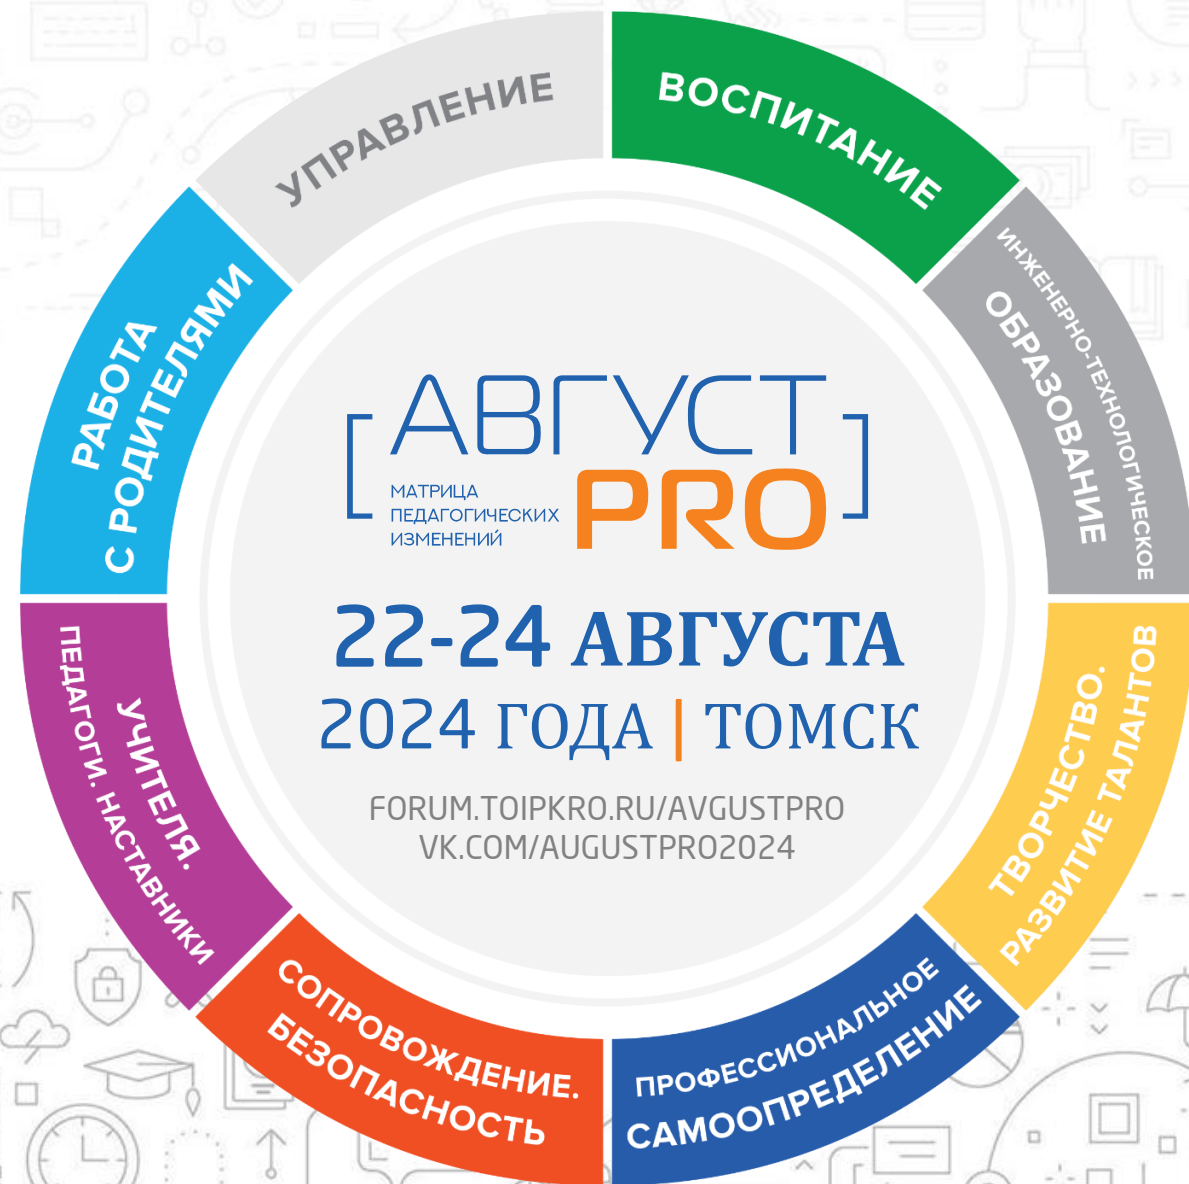 УПРАВЛЕНИЕ
ВОСПИТАНИЕ
ИНЖЕНЕРНО-ТЕХНОЛОГИЧЕСКОЕ
ОБРАЗОВАНИЕ
ТВОРЧЕСТВО.
РАЗВИТИЕ ТАЛАНТОВ
ПРОФЕССИОНАЛЬНОЕ
САМООПРЕДЕЛЕНИЕ
СОПРОВОЖДЕНИЕ.
БЕЗОПАСНОСТЬ
УЧИТЕЛЯ.
ПЕДАГОГИ. НАСТАВНИКИ
РАБОТА
С РОДИТЕЛЯМИ
[АВГУСТ
PRO]
МАТРИЦА
ПЕДАГОГИЧЕСКИХ
ИЗМЕНЕНИЙ
22-24 АВГУСТА
2024 ГОДА | ТОМСК
FORUM.TOIPKRO.RU/AVGUSTPRO
VK.COM/AUGUSTPRO2024